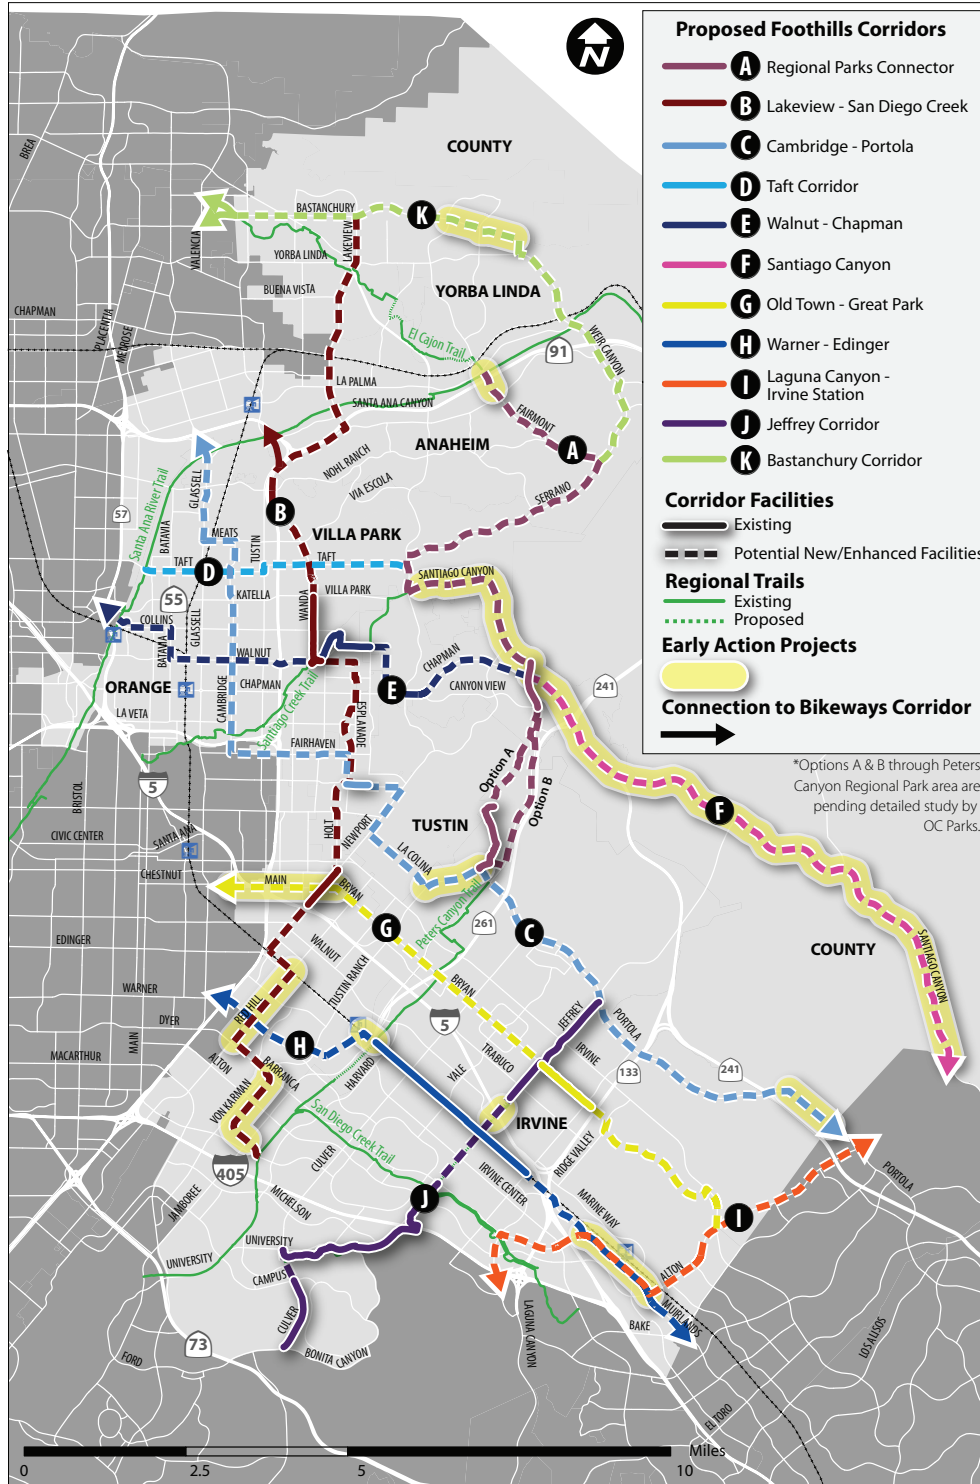 N
Proposed Foothills Corridors
A Regional Parks Connector
B Lakeview - San Diego Creek
C Cambridge - Portola
D Taft Corridor
E Walnut - Chapman
F Santiago Canyon
G Old Town - Great Park
H Warner - Edinger
I Laguna Canyon -
Irvine Station
J Jeffrey Corridor
K Bastanchury Corridor
Corridor Facilities
Existing
Potential New/Enhanced Facilities
Regional Trails
Existing
Proposed
Early Action Projects
Connection to Bikeways Corridor
*Options A & B through Peters
Canyon Regional Park area are
pending detailed study by
OC Parks.
BREA
COUNTY
BASTANCHURY
K
VALENCIA
LAKEVIEW
YORBA LINDA
BUENA VISTA
YORBA LINDA
CHAPMAN
PLACENTIA
MELROSE
El Cajon Trail
91
WEIR CANYON
LA PALMA
SANTA ANA CANYON
FAIRMONT
ANAHEIM
A
NOHL RANCH
VIA ESCOLA
SERRANO
GLASSELL
B
57
Santa Ana River Trail
BATAVIA
MEATS
TUSTIN
VILLA PARK
TAFT
D
TAFT
SANTIAGO CANYON
55
KATELLA
VILLA PARK
WANDA
COLLINS
BATAVIA
GLASSELL
WALNUT
CHAPMAN
ORANGE
CHAPMAN
CANYON VIEW
E
241
LA VETA
CAMBRIDGE
Santiago Creek Trail
ESPLANADE
FAIRHAVEN
Option A
Option B
5
BRISTOL
F
CIVIC CENTER
SANTA ANA
HOLT
NEWPORT
TUSTIN
LA COLINA
CHESTNUT
MAIN
BRYAN
Peters Canyon Trail
261
G
C
SANTIAGO CANYON
EDINGER
WALNUT
TUSTIN RANCH
COUNTY
WARNER
BRYAN
RED HILL
DYER
MAIN
H
5
JEFFREY
PORTOLA
MACARTHUR
ALTON
BARRANCA
HARVARD
YALE
TRABUCO
IRVINE
133
241
VON KARMAN
San Diego Creek Trail
IRVINE
405
CULVER
RIDGE VALLEY
PORTOLA
JAMBOREE
MICHELSON
J
IRVINE CENTER
MARINE WAY
I
UNIVERSITY
UNIVERSITY
CAMPUS
ALTON
CULVER
LAGUNA CANYON
BAKE
MUIRLANDS
73
FORD
BONITA CANYON
LOS ALISOS
EL TORO
Miles
0 2.5 5 10